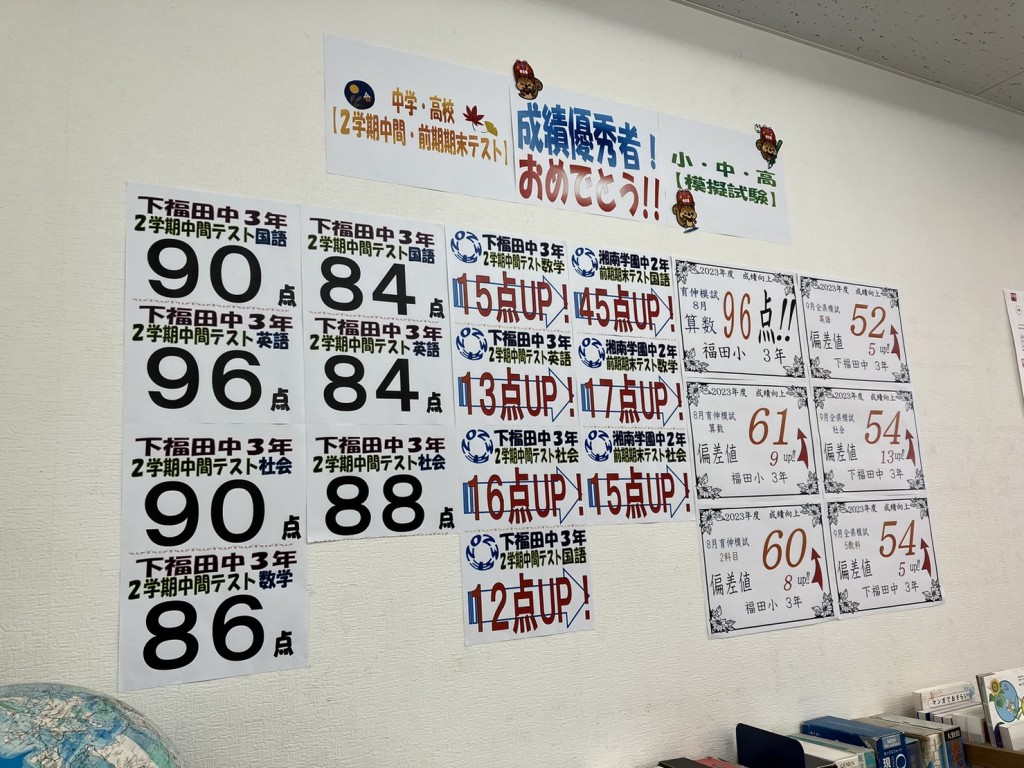 中学・高校
【2学期中間・前期期末テスト】
成績優秀者!
おめでとう!!
小・中・高
【模擬試験】
下福田中3年
2学期中間テスト国語
90点
下福田中3年
2学期中間テスト英語
96点
下福田中3年
2学期中間テスト社会
90点
下福田中3年
2学期中間テスト数学
86点
下福田中3年
2学期中間テスト国語
84点
下福田中3年
2学期中間テスト英語
84点
下福田中3年
2学期中間テスト社会
88点
下福田中3年
2学期中間テスト数学
15点UP!
下福田中3年
2学期中間テスト英語
13点UP!
下福田中3年
2学期中間テスト社会
16点UP!
下福田中3年
2学期中間テスト国語
12点UP!
湘南学園中2年
前期期末テスト国語
45点UP!
湘南学園中2年
前期期末テスト数学
17点UP!
湘南学園中2年
前期期末テスト社会
15点UP!
2023年度 成績向上
育伸模試
8月
算数 96点!!
福田小 3年
2023年度 成績向上
8月育伸模試
算数
偏差値 61
9 up!!
福田小 3年
2023年度 成績向上
8月育伸模試
2科目
偏差値 60
8 up!!
福田小 3年
2023年度 成績向上
9月全県模試
英語
偏差値 52
5 up!!
下福田中 3年
2023年度 成績向上
9月全県模試
社会
偏差値 54
13 up!!
下福田中 3年
2023年度 成績向上
9月全県模試
5教科
偏差値 54
5 up!!
下福田中 3年
マンガでおさらい